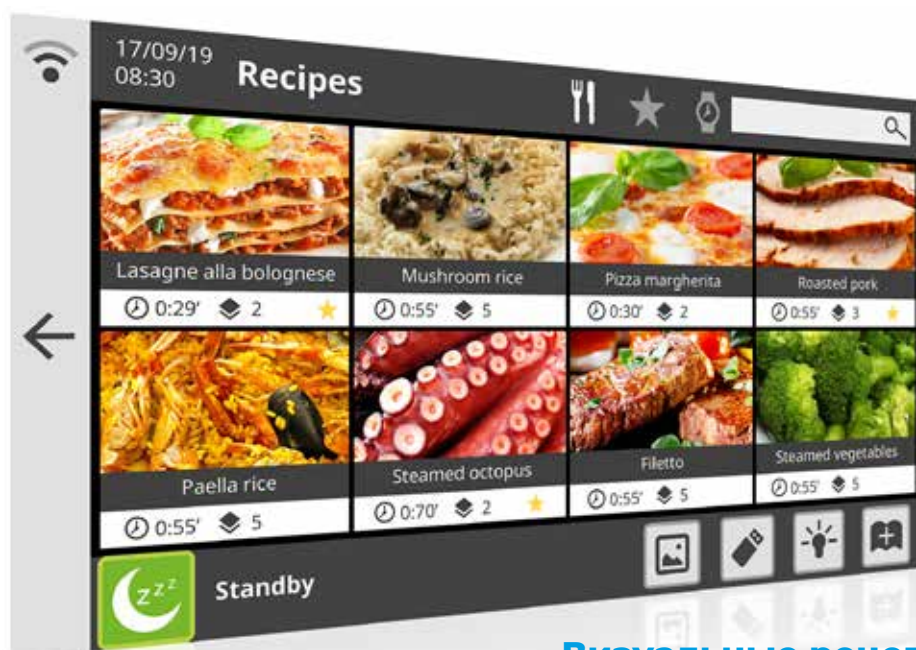 17/09/19
08:30
Recipes
Lasagne alla bolognese
Mushroom rice
Pizza margherita
Roasted pork
0:29' 2
0:55' 5
0:30' 2
0:55' 3
Paella rice
Steamed octopus
Filetto
Steamed vegetables
0:55' 5
0:70' 2
0:55' 5
0:55' 5
zzz
Standby